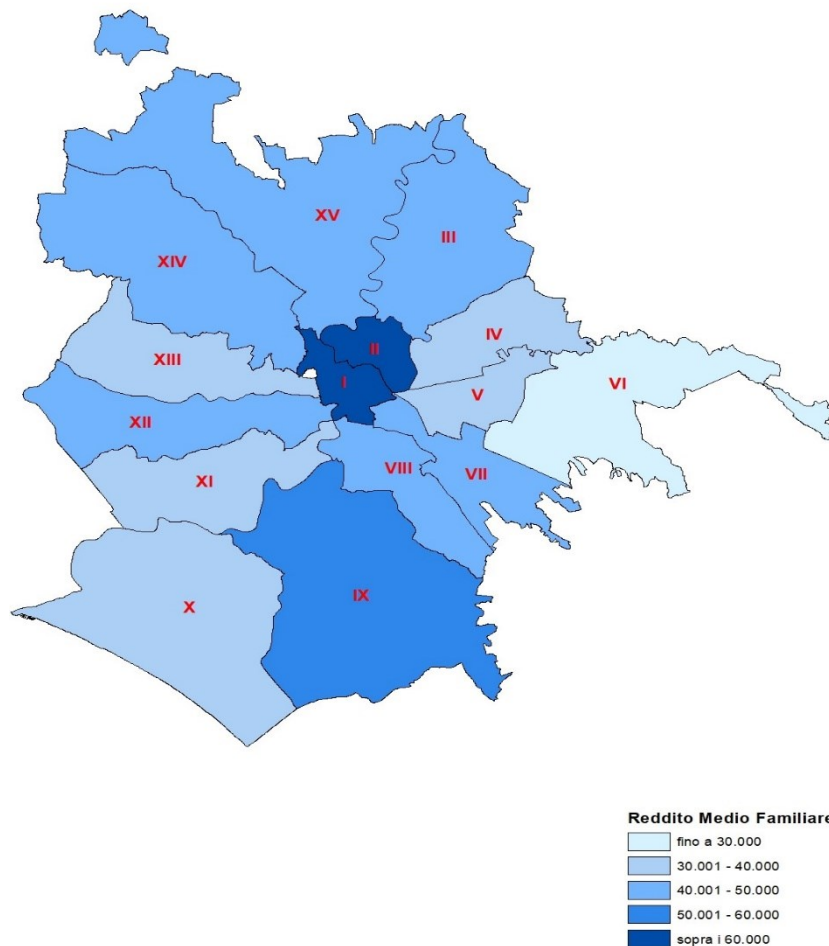 XV
III
XIV
IV
II
XIII
VI
I
V
XII
VIII
VII
XI
IX
X
Reddito Medio Familiare
fino a 30.000
30.001 - 40.000
40.001 - 50.000
50.001 - 60.000
sopra i 60.000